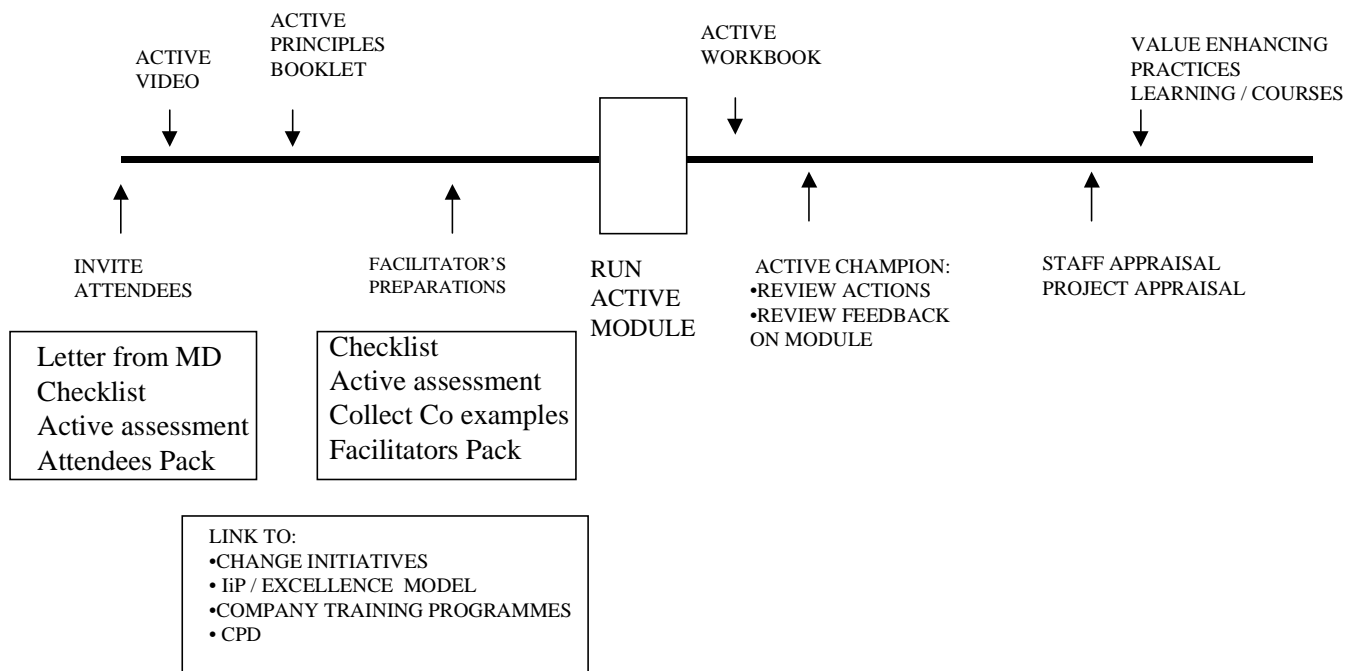 ACTIVE
VIDEO
ACTIVE
PRINCIPLES
BOOKLET
ACTIVE
WORKBOOK
VALUE ENHANCING
PRACTICES
LEARNING / COURSES
INVITE
ATTENDEES
FACILITATOR’S
PREPARATIONS
RUN
ACTIVE
MODULE
ACTIVE CHAMPION:
•REVIEW ACTIONS
•REVIEW FEEDBACK
ON MODULE
STAFF APPRAISAL
PROJECT APPRAISAL
Letter from MD
Checklist
Active assessment
Attendees Pack
Checklist
Active assessment
Collect Co examples
Facilitators Pack
LINK TO:
•CHANGE INITIATIVES
• IiP / EXCELLENCE MODEL
•COMPANY TRAINING PROGRAMMES
• CPD